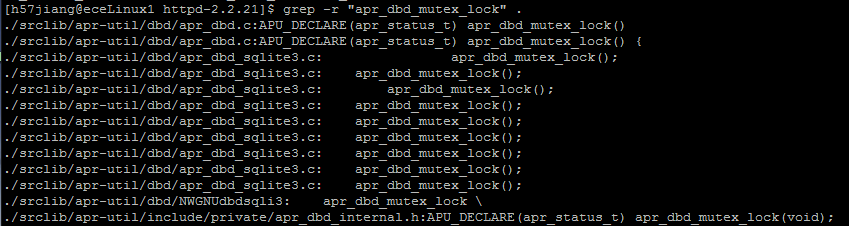 [h57jiang@eceLinux1 httpd-2.2.21]$ grep -r "apr_dbd_mutex_lock" .
./srclib/apr-util/dbd/apr_dbd.c:APU_DECLARE(apr_status_t) apr_dbd_mutex_lock()
./srclib/apr-util/dbd/apr_dbd.c:APU_DECLARE(apr_status_t) apr_dbd_mutex_lock() {
./srclib/apr-util/dbd/apr_dbd_sqlite3.c:                apr_dbd_mutex_lock();
./srclib/apr-util/dbd/apr_dbd_sqlite3.c:    apr_dbd_mutex_lock();
./srclib/apr-util/dbd/apr_dbd_sqlite3.c:        apr_dbd_mutex_lock();
./srclib/apr-util/dbd/apr_dbd_sqlite3.c:    apr_dbd_mutex_lock();
./srclib/apr-util/dbd/apr_dbd_sqlite3.c:    apr_dbd_mutex_lock();
./srclib/apr-util/dbd/apr_dbd_sqlite3.c:    apr_dbd_mutex_lock();
./srclib/apr-util/dbd/apr_dbd_sqlite3.c:    apr_dbd_mutex_lock();
./srclib/apr-util/dbd/apr_dbd_sqlite3.c:    apr_dbd_mutex_lock();
./srclib/apr-util/dbd/apr_dbd_sqlite3.c:    apr_dbd_mutex_lock();
./srclib/apr-util/dbd/NWGNUdbdsqli3:    apr_dbd_mutex_lock \
./srclib/apr-util/include/private/apr_dbd_internal.h:APU_DECLARE(apr_status_t) apr_dbd_mutex_lock(void);